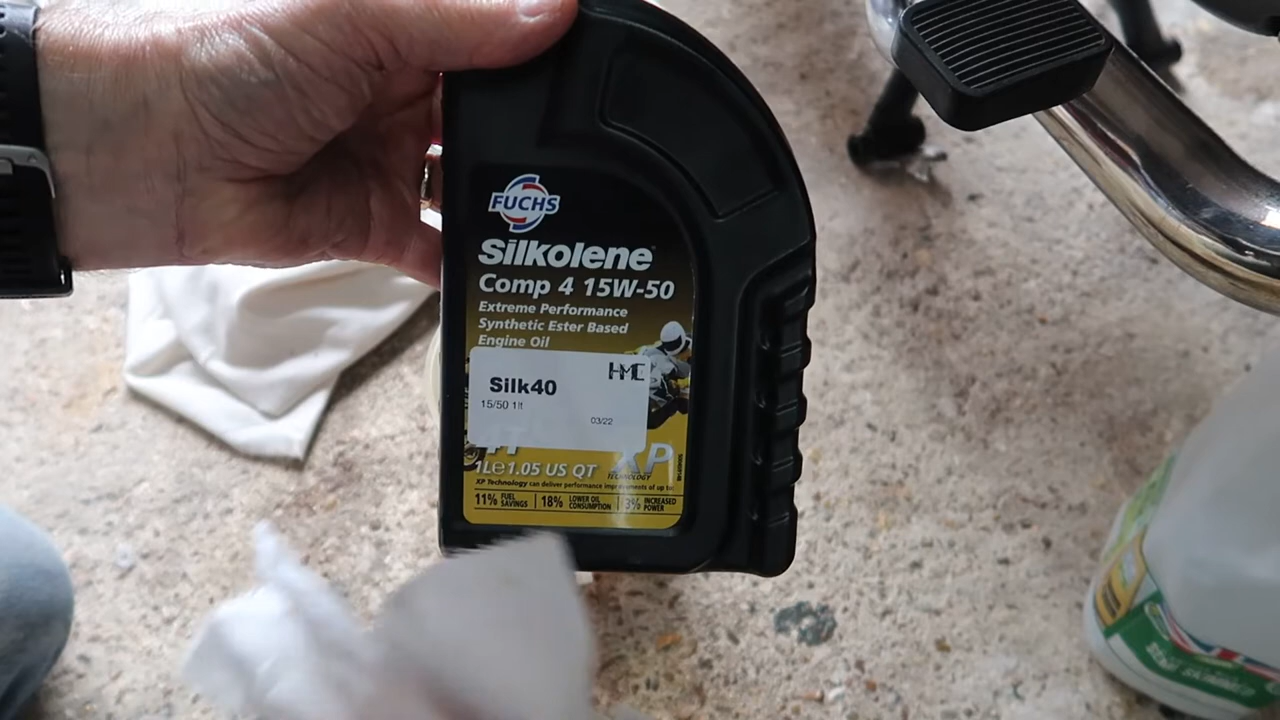 FUCHS
Silkolene
Comp 4 15W-50
Extreme Performance
Synthetic Ester Based
Engine Oil
HMC
Silk40
15/50 1lt
03/22
4T
XP
TECHNOLOGY
1L e 1.05 US QT
XP Technology can deliver performance improvements of up to:
11% FUEL SAVINGS
18% LOWER OIL CONSUMPTION
3% INCREASED POWER